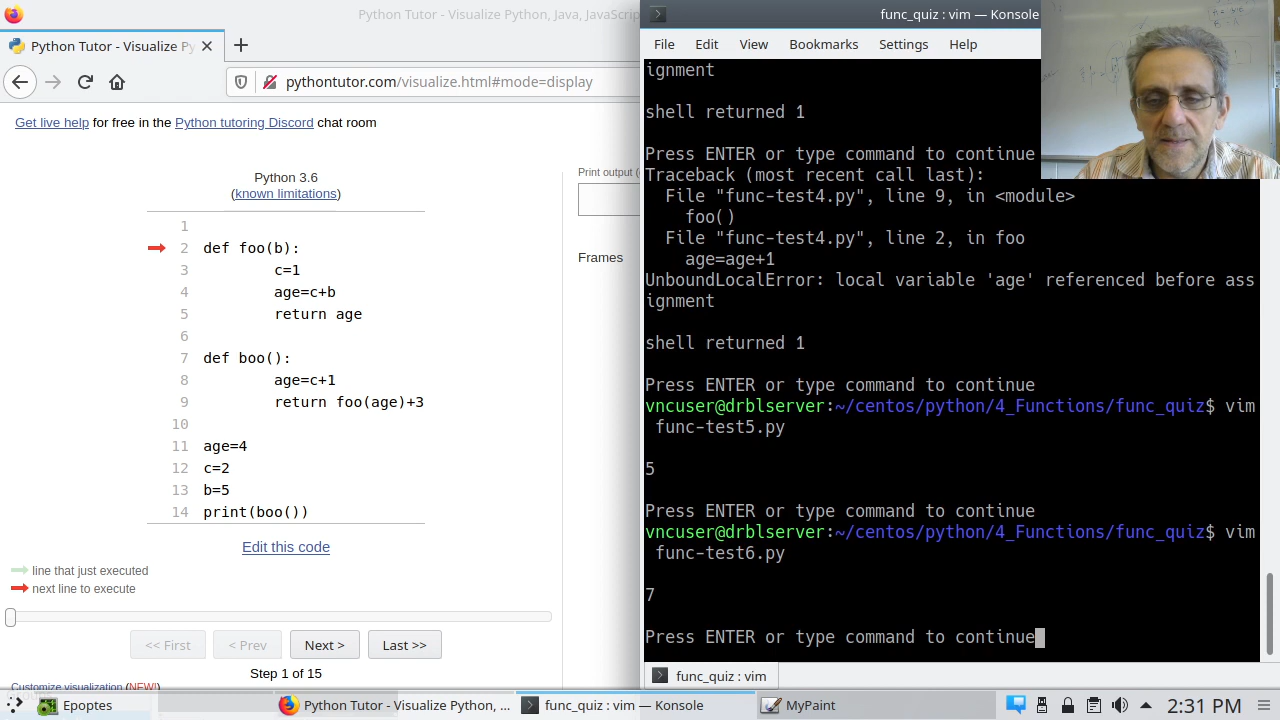 Python Tutor - Visualize Python, Java, JavaScrip
Python Tutor - Visualize Py
pythontutor.com/visualize.html#mode=display
Get live help for free in the Python tutoring Discord chat room
Python 3.6
(known limitations)
1
2 def foo(b):
3 c=1
4 age=c+b
5 return age
6
7 def boo():
8 age=c+1
9 return foo(age)+3
10
11 age=4
12 c=2
13 b=5
14 print(boo())
Edit this code
line that just executed
next line to execute
<< First < Prev Next > Last >>
Step 1 of 15
Customize visualization (NEW!)
Print output (
Frames
func_quiz : vim — Konsole
File Edit View Bookmarks Settings Help
ignment
shell returned 1
Press ENTER or type command to continue
Traceback (most recent call last):
File "func-test4.py", line 9, in <module>
foo()
File "func-test4.py", line 2, in foo
age=age+1
UnboundLocalError: local variable 'age' referenced before ass
ignment
shell returned 1
Press ENTER or type command to continue
vncuser@drblserver:~/centos/python/4_Functions/func_quiz$ vim
func-test5.py
5
Press ENTER or type command to continue
vncuser@drblserver:~/centos/python/4_Functions/func_quiz$ vim
func-test6.py
7
Press ENTER or type command to continue
func_quiz : vim
Epoptes
Python Tutor - Visualize Python, ...
func_quiz : vim — Konsole
MyPaint
2:31 PM